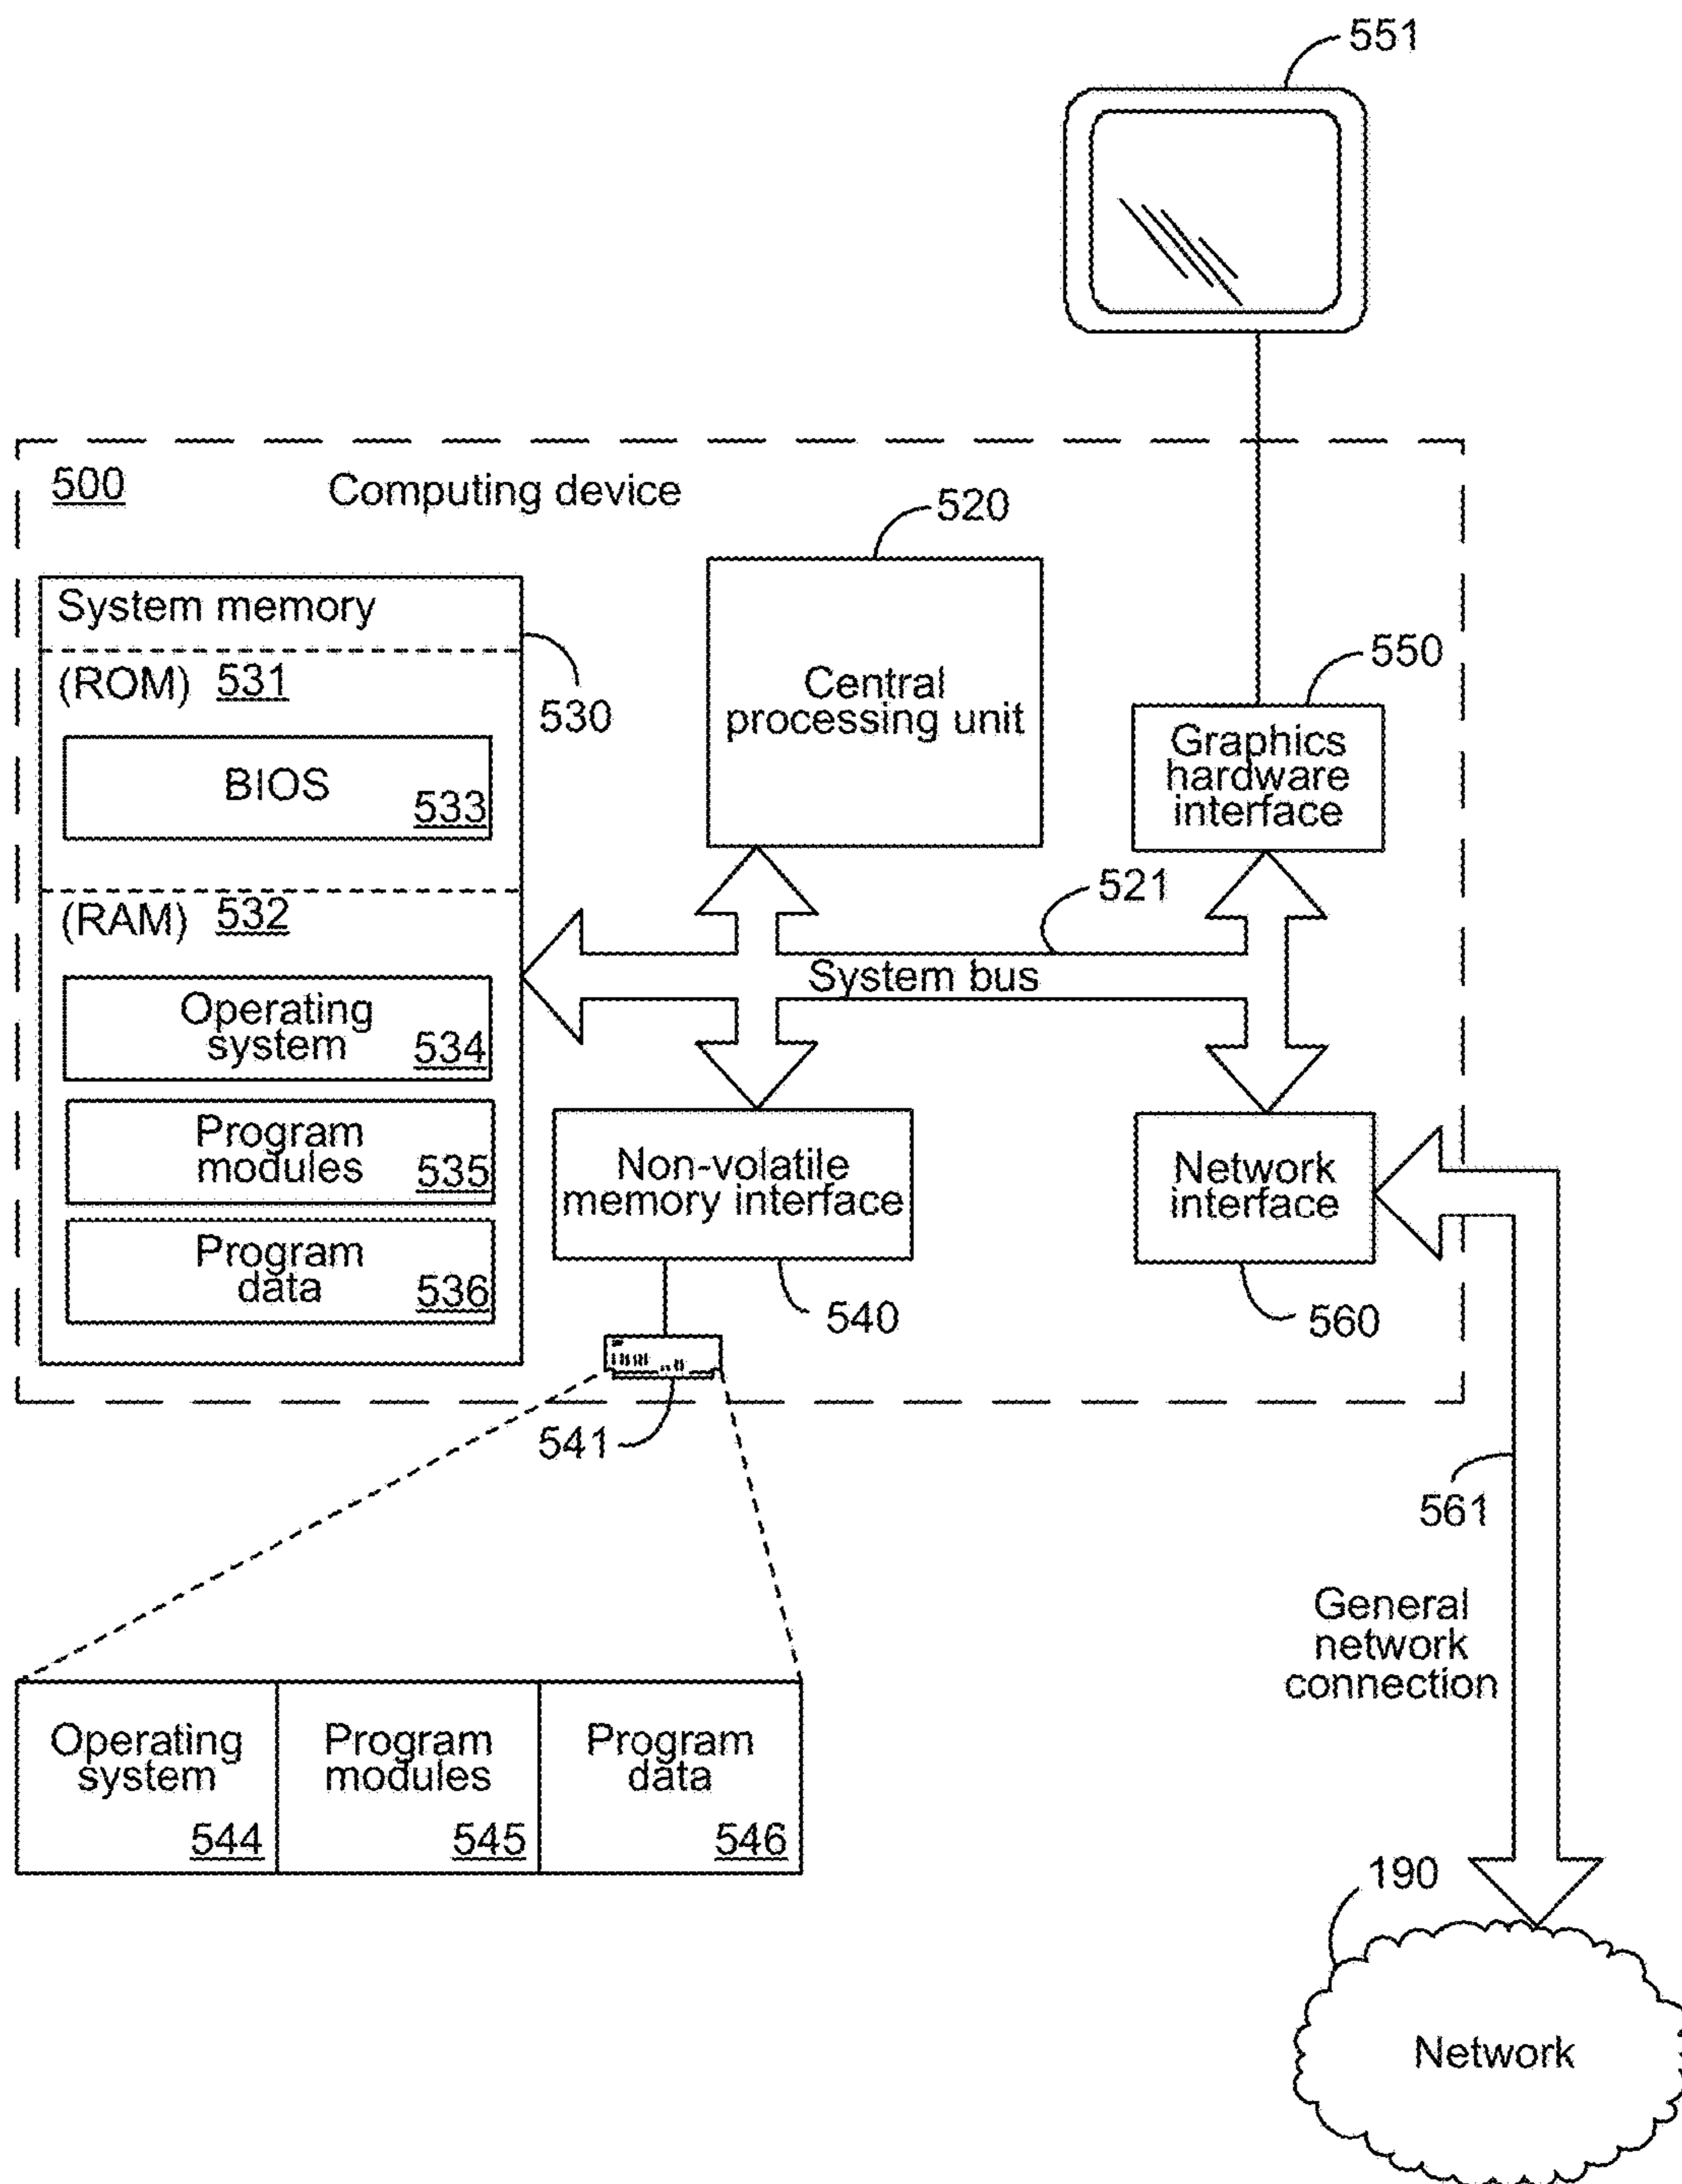 551
500
Computing device
520
System memory
(ROM) 531
530
BIOS
533
Central
processing unit
550
Graphics
hardware
interface
(RAM) 532
521
System bus
Operating
system
534
Program
modules
535
Program
data
536
Non-volatile
memory interface
540
Network
interface
560
541
561
General
network
connection
Operating
system
544
Program
modules
545
Program
data
546
190
Network